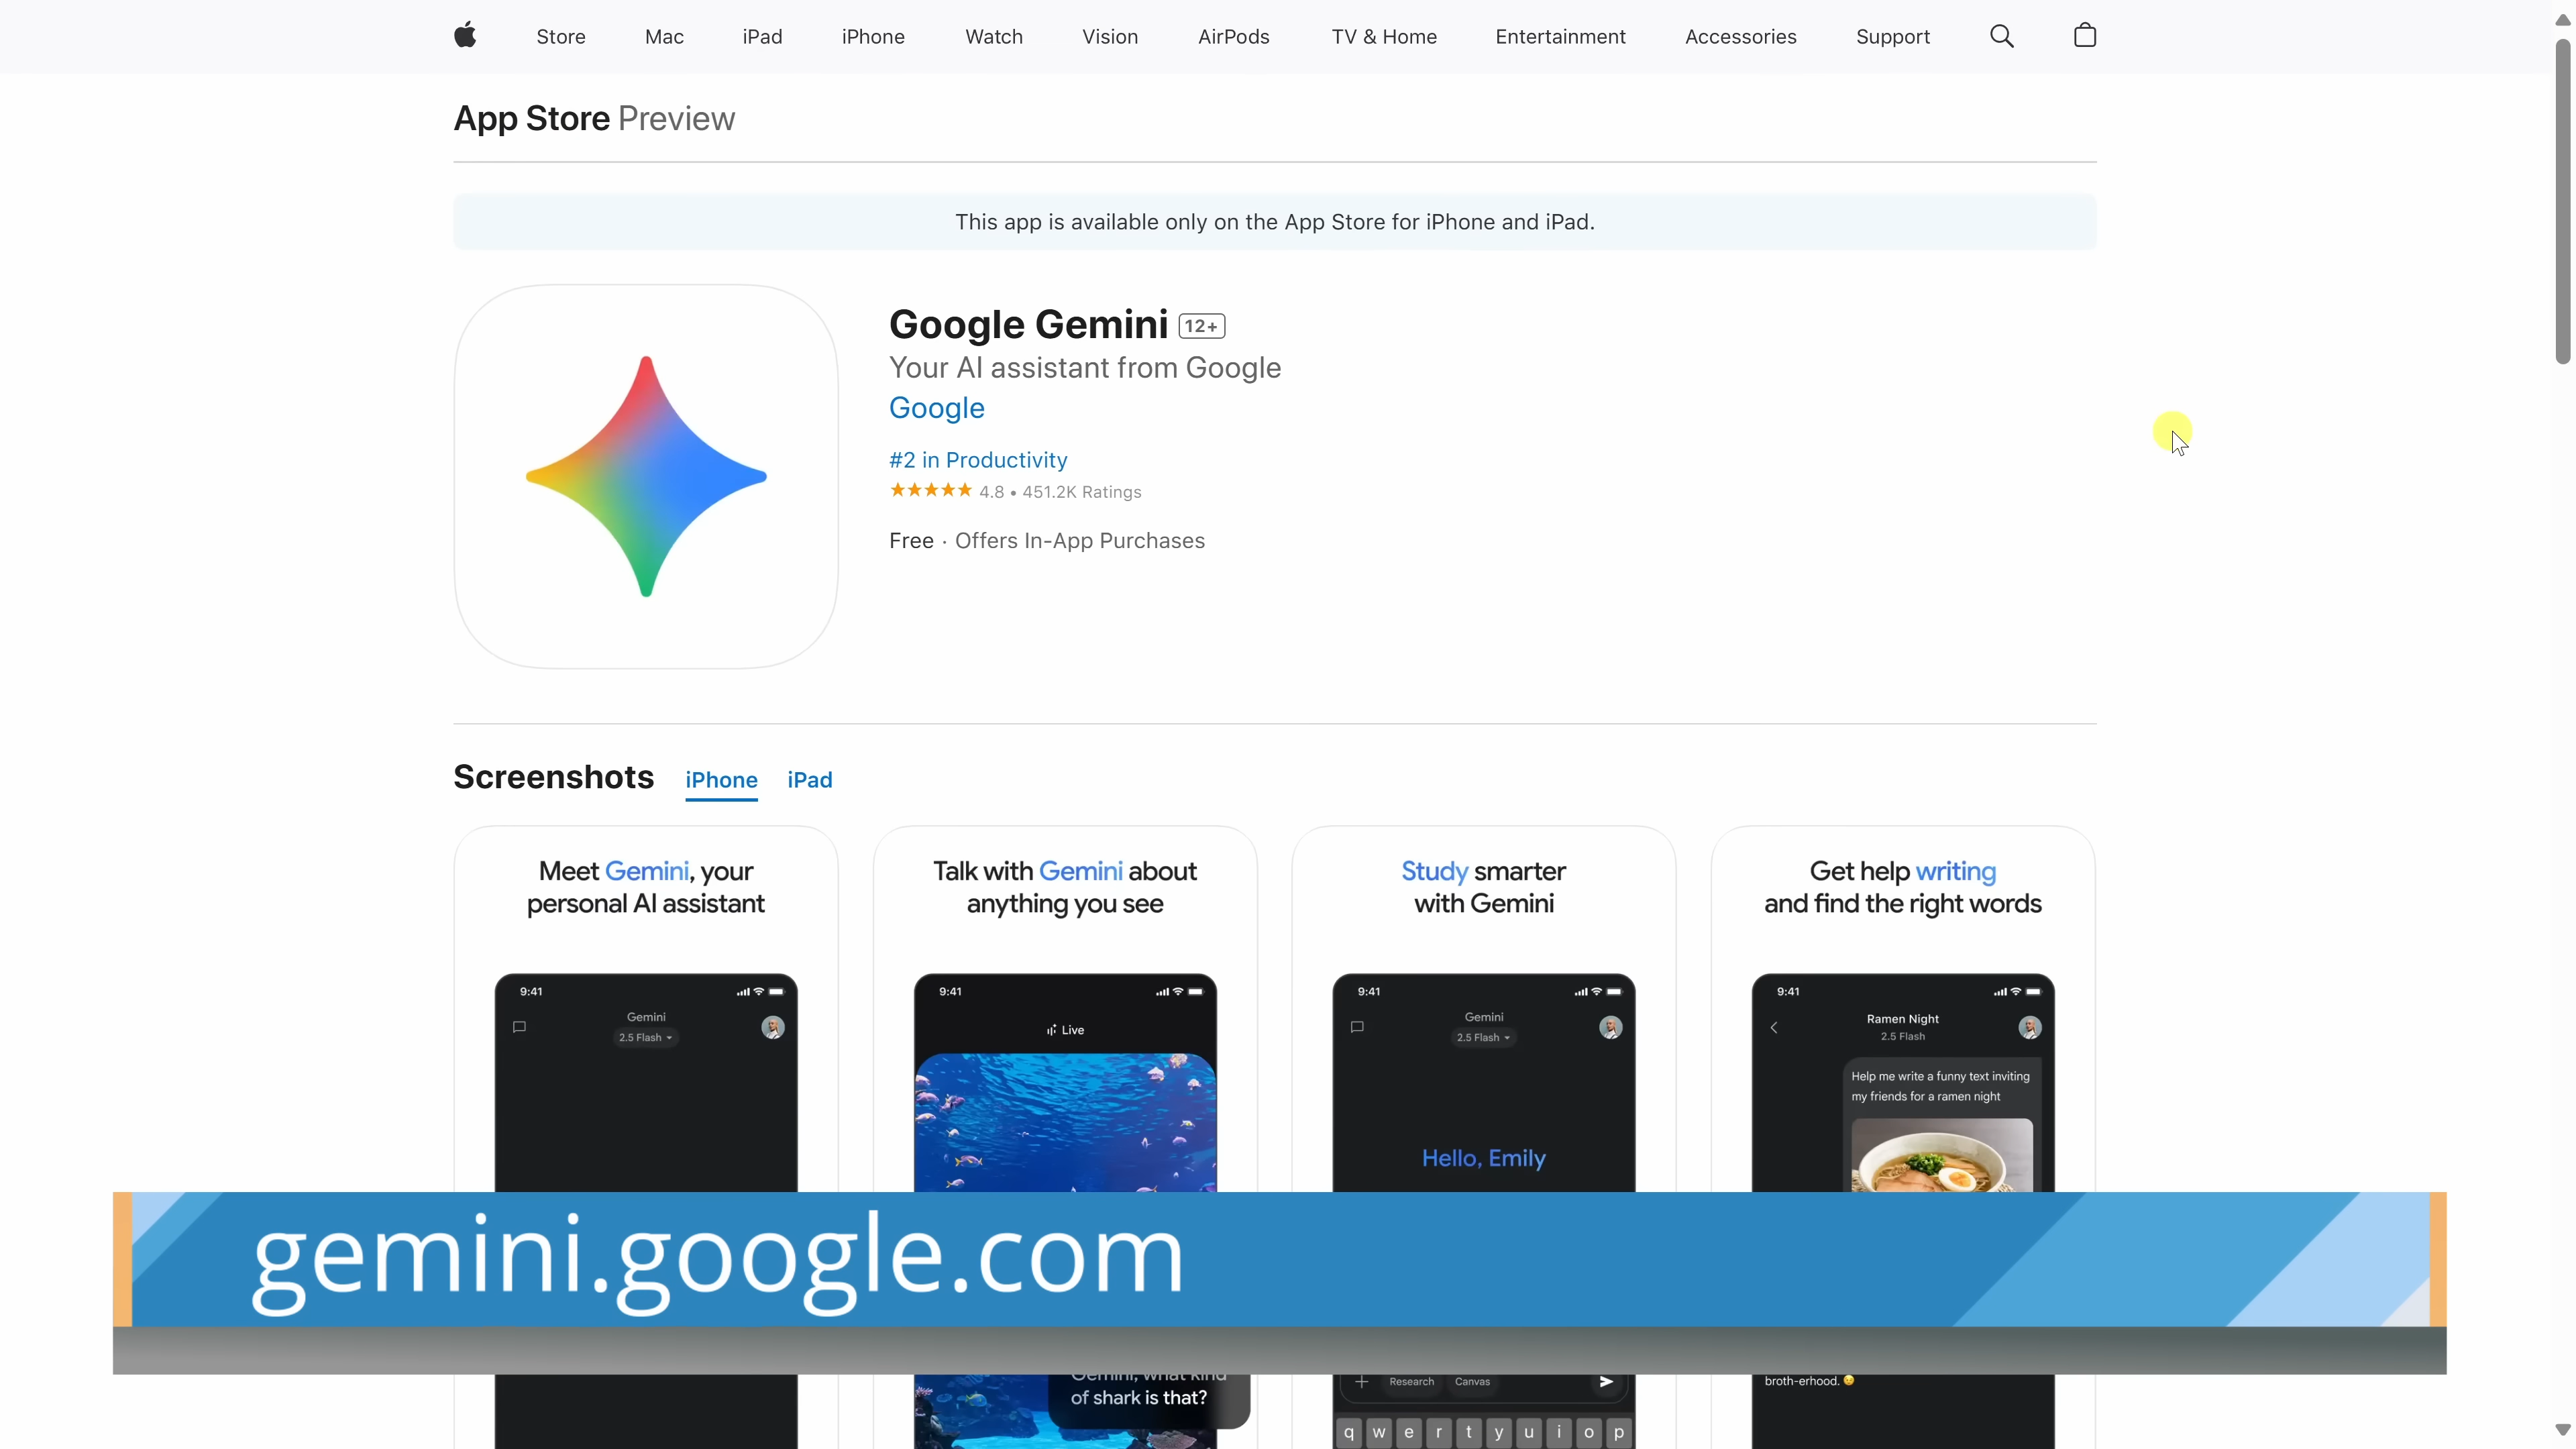 Store Mac iPad iPhone Watch Vision AirPods TV & Home Entertainment Accessories Support
App Store Preview
This app is available only on the App Store for iPhone and iPad.
Google Gemini 12+
Your AI assistant from Google
Google
#2 in Productivity
★★★★★ 4.8 • 451.2K Ratings
Free · Offers In-App Purchases
Screenshots iPhone iPad
Meet Gemini, your
personal AI assistant
9:41
Gemini
2.5 Flash
Talk with Gemini about
anything you see
9:41
Live
Gemini, what kind
of shark is that?
Study smarter
with Gemini
9:41
Gemini
2.5 Flash
Hello, Emily
Research Canvas
q w e r t y u i o p
Get help writing
and find the right words
9:41
Ramen Night
2.5 Flash
Help me write a funny text inviting
my friends for a ramen night
broth-erhood. 😉
gemini.google.com